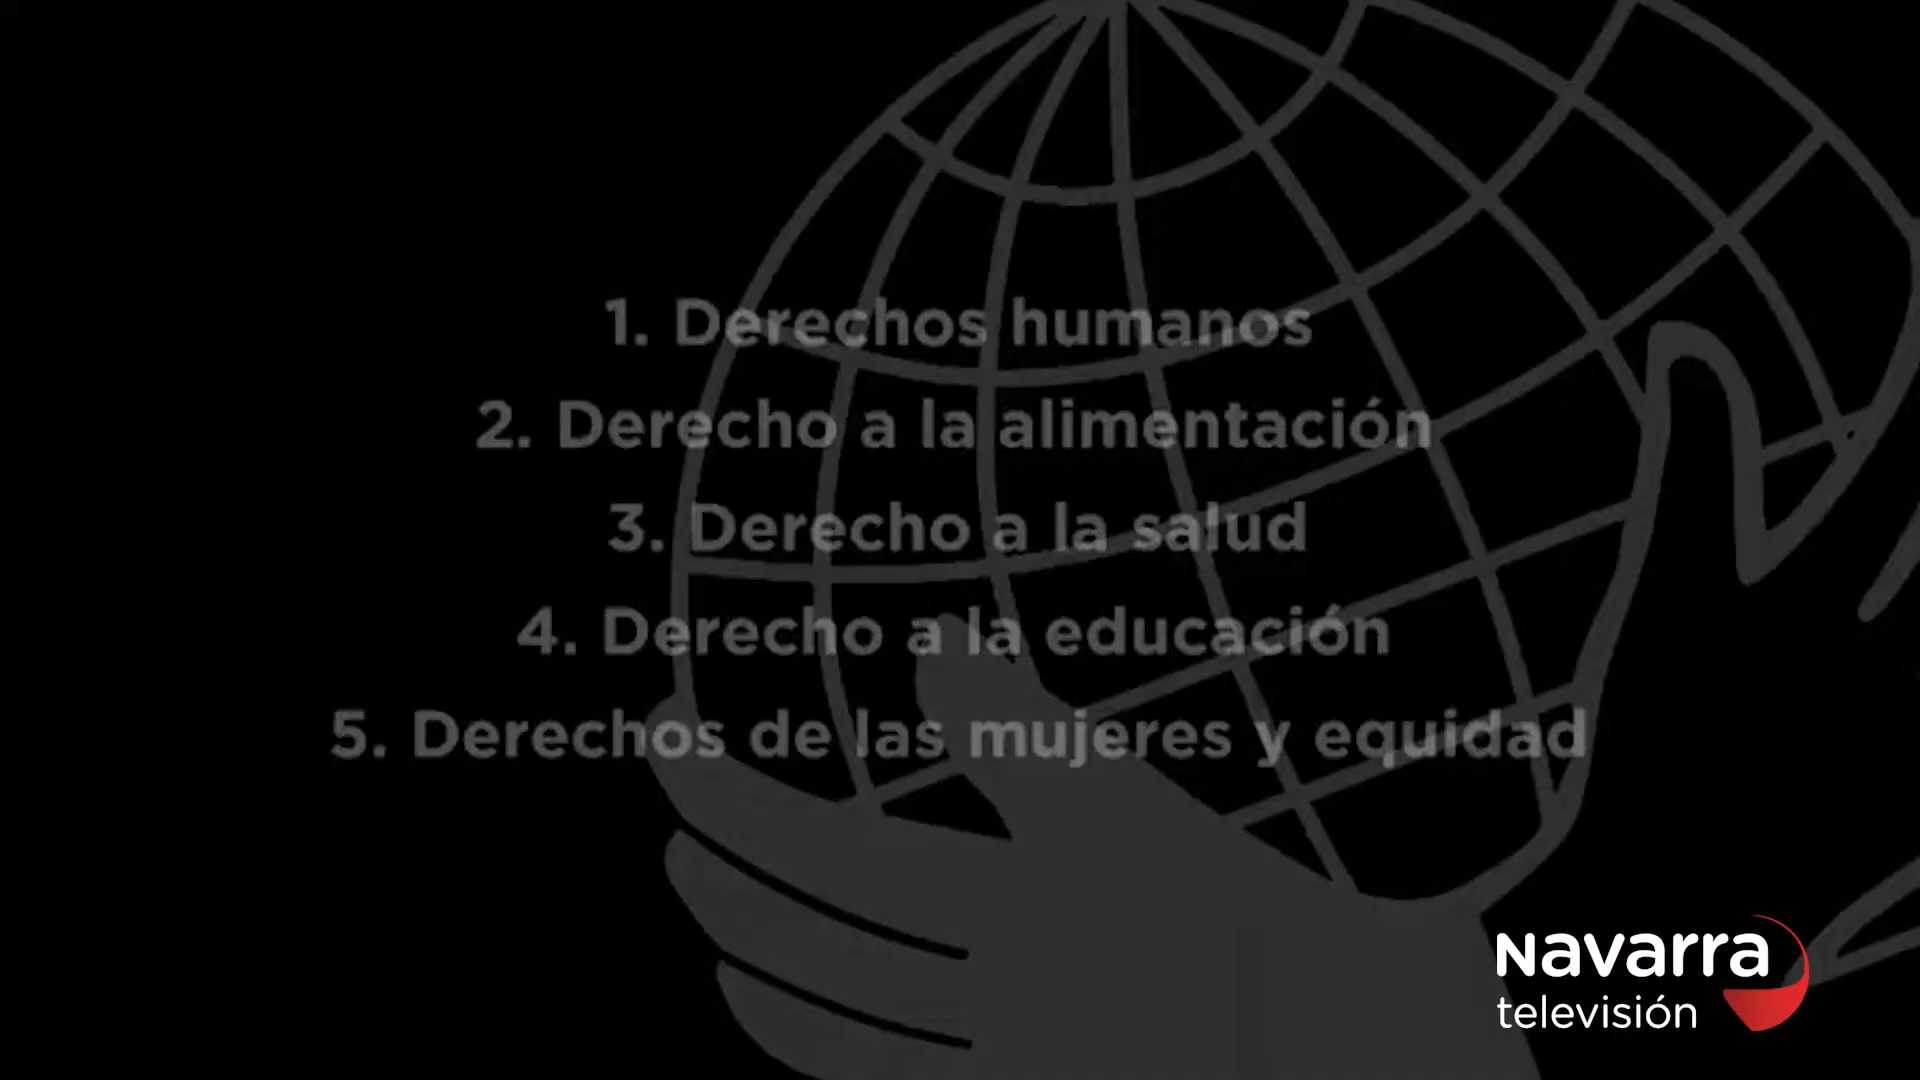 1. Derechos humanos
2. Derecho a la alimentación
3. Derecho a la salud
4. Derecho a la educación
5. Derechos de las mujeres y equidad
Navarra
televisión